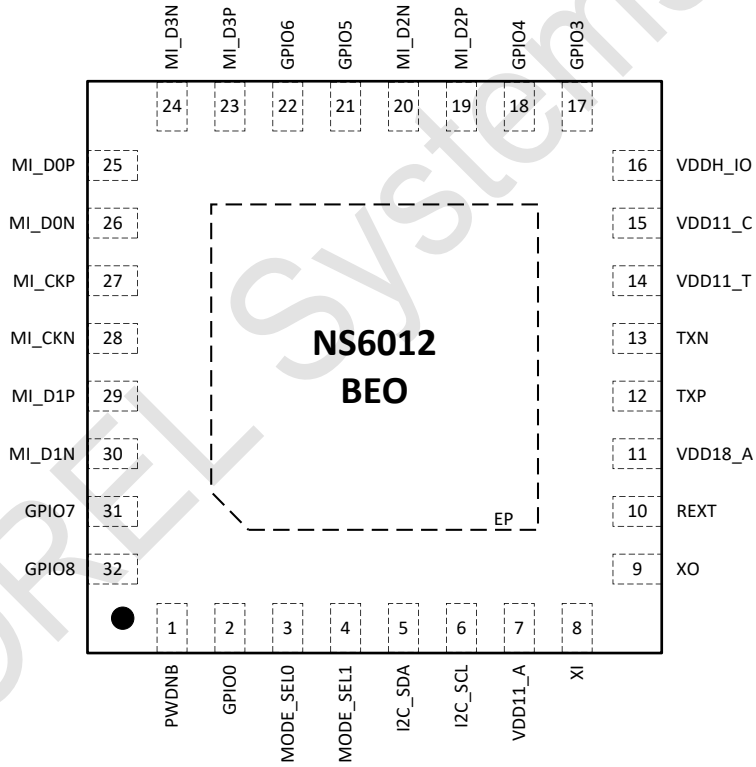 MI_D3N
MI_D3P
GPIO6
GPIO5
MI_D2N
MI_D2P
GPIO4
GPIO3
24 23 22 21 20 19 18 17
MI_D0P 25
MI_D0N 26
MI_CKP 27
MI_CKN 28
MI_D1P 29
MI_D1N 30
GPIO7 31
GPIO8 32
NS6012
BEO
EP
16 VDDH_IO
15 VDD11_C
14 VDD11_T
13 TXN
12 TXP
11 VDD18_A
10 REXT
9 XO
1 2 3 4 5 6 7 8
PWDNB
GPIO0
MODE_SEL0
MODE_SEL1
I2C_SDA
I2C_SCL
VDD11_A
XI
Systems